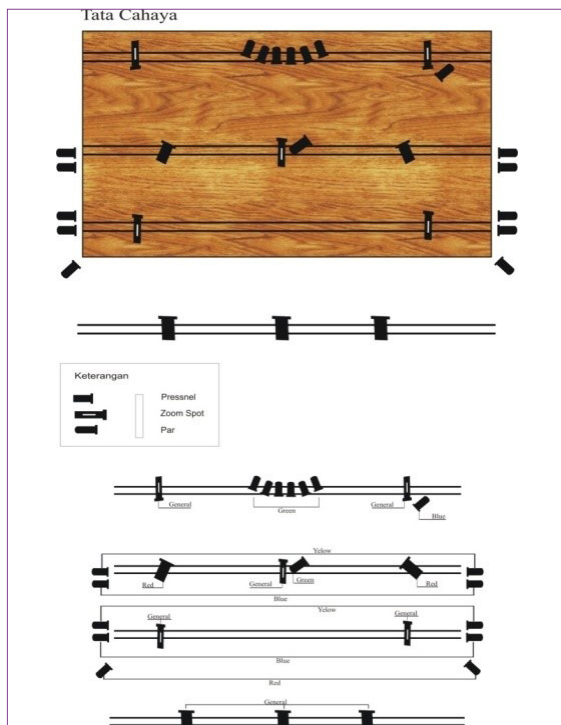 Tata Cahaya
Keterangan
Pressnel
Zoom Spot
Par
General
Green
General
Blue
Yelow
Red
General
Green
Red
Blue
Yelow
General
General
Blue
Red
General